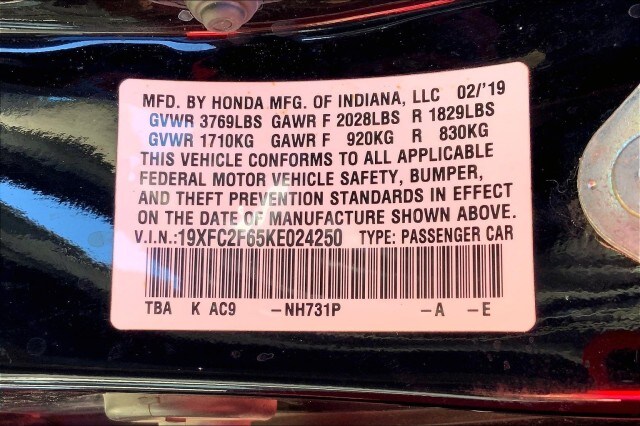 MFD. BY HONDA MFG. OF INDIANA, LLC 02/'19
GVWR 3769LBS GAWR F 2028LBS R 1829LBS
GVWR 1710KG GAWR F 920KG R 830KG
THIS VEHICLE CONFORMS TO ALL APPLICABLE
FEDERAL MOTOR VEHICLE SAFETY, BUMPER,
AND THEFT PREVENTION STANDARDS IN EFFECT
ON THE DATE OF MANUFACTURE SHOWN ABOVE.
V.I.N.:19XFC2F65KE024250 TYPE: PASSENGER CAR
TBA K AC9 -NH731P -A -E